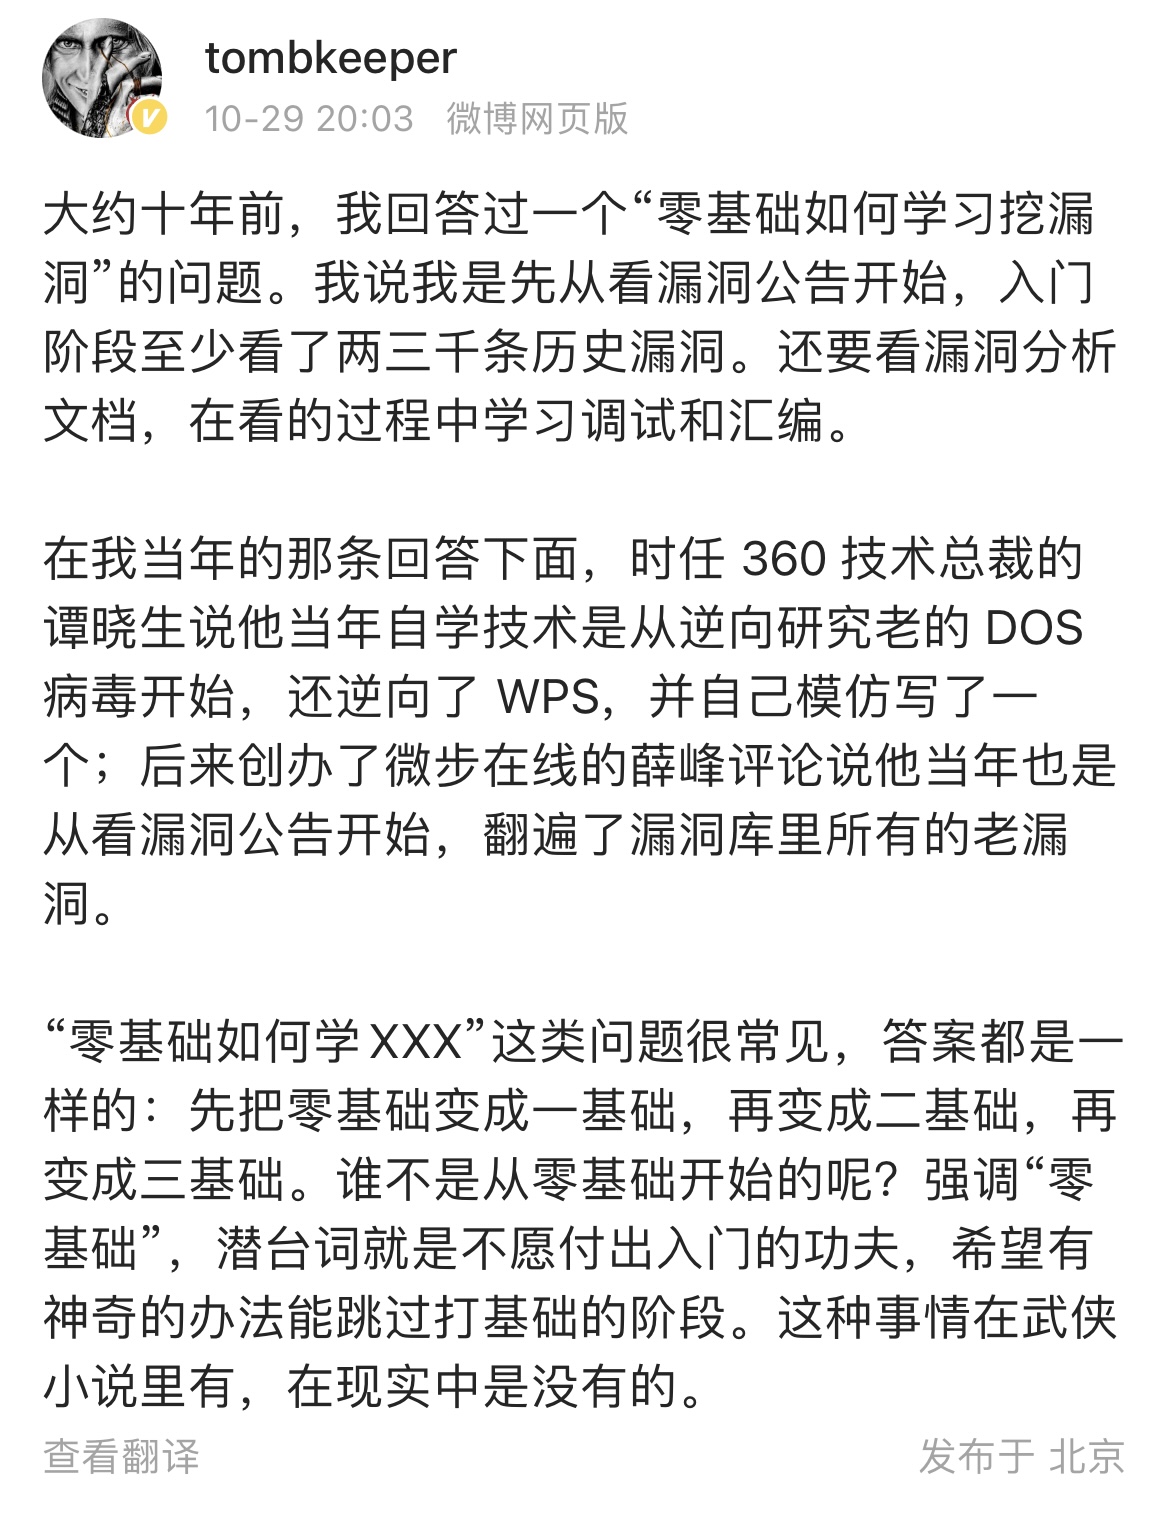 tombkeeper
10-29 20:03 微博网页版
大约十年前，我回答过一个“零基础如何学习挖漏
洞”的问题。我说我是先从看漏洞公告开始，入门
阶段至少看了两三千条历史漏洞。还要看漏洞分析
文档，在看的过程中学习调试和汇编。
在我当年的那条回答下面，时任 360 技术总裁的
谭晓生说他当年自学技术是从逆向研究老的 DOS
病毒开始，还逆向了 WPS，并自己模仿写了一
个；后来创办了微步在线的薛峰评论说他当年也是
从看漏洞公告开始，翻遍了漏洞库里所有的老漏
洞。
“零基础如何学XXX”这类问题很常见，答案都是一
样的：先把零基础变成一基础，再变成二基础，再
变成三基础。谁不是从零基础开始的呢？强调“零
基础”，潜台词就是不愿付出入门的功夫，希望有
神奇的办法能跳过打基础的阶段。这种事情在武侠
小说里有，在现实中是没有的。
查看翻译 发布于 北京